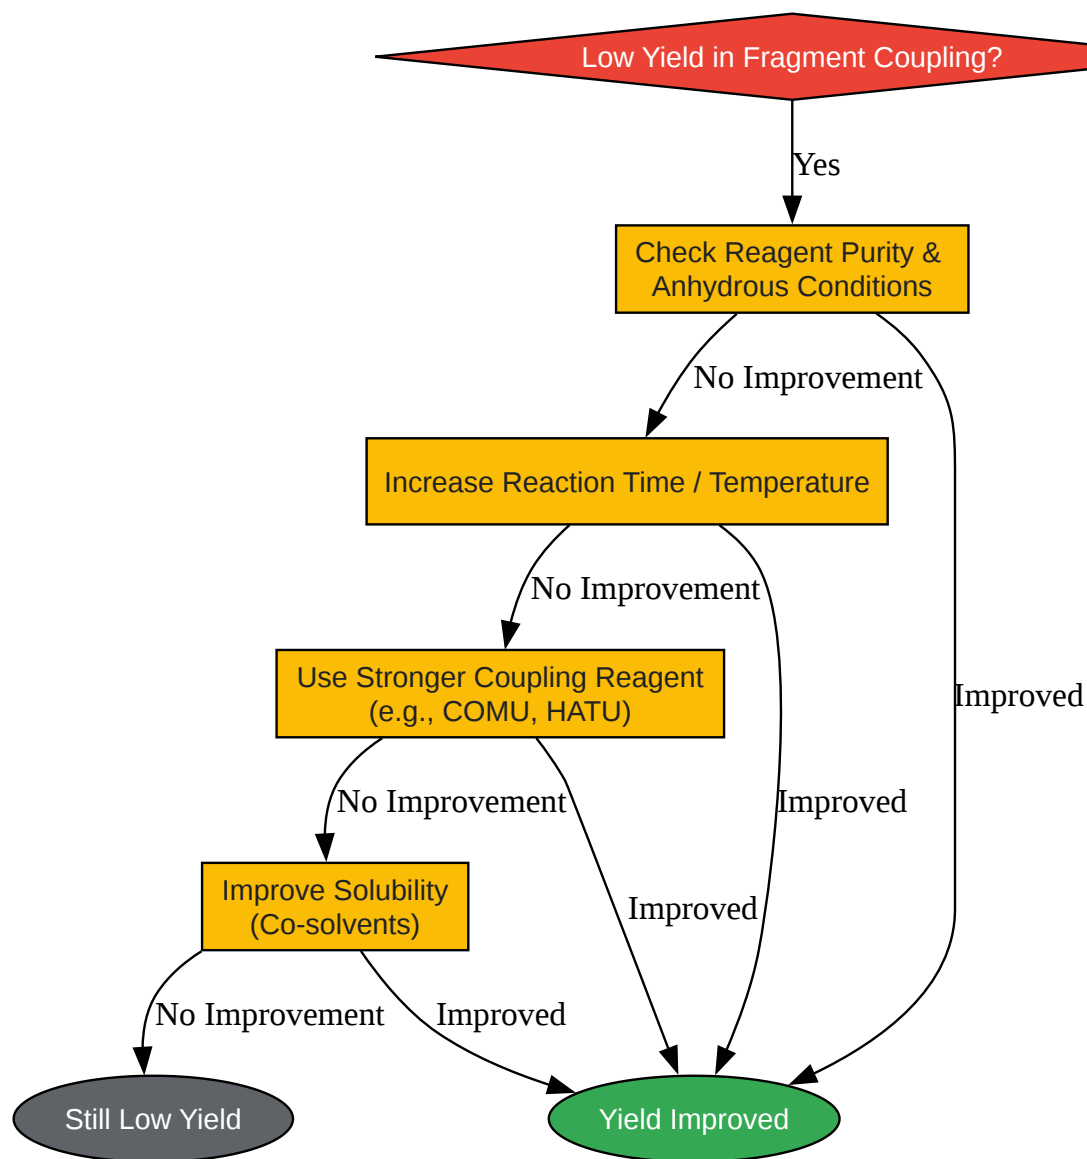 Low Yield in Fragment Coupling?
Yes
Check Reagent Purity &
Anhydrous Conditions
No Improvement
Increase Reaction Time / Temperature
No Improvement
Use Stronger Coupling Reagent
(e.g., COMU, HATU)
Improved
No Improvement
Improved
Improve Solubility
(Co-solvents)
Improved
No Improvement
Improved
Still Low Yield
Yield Improved